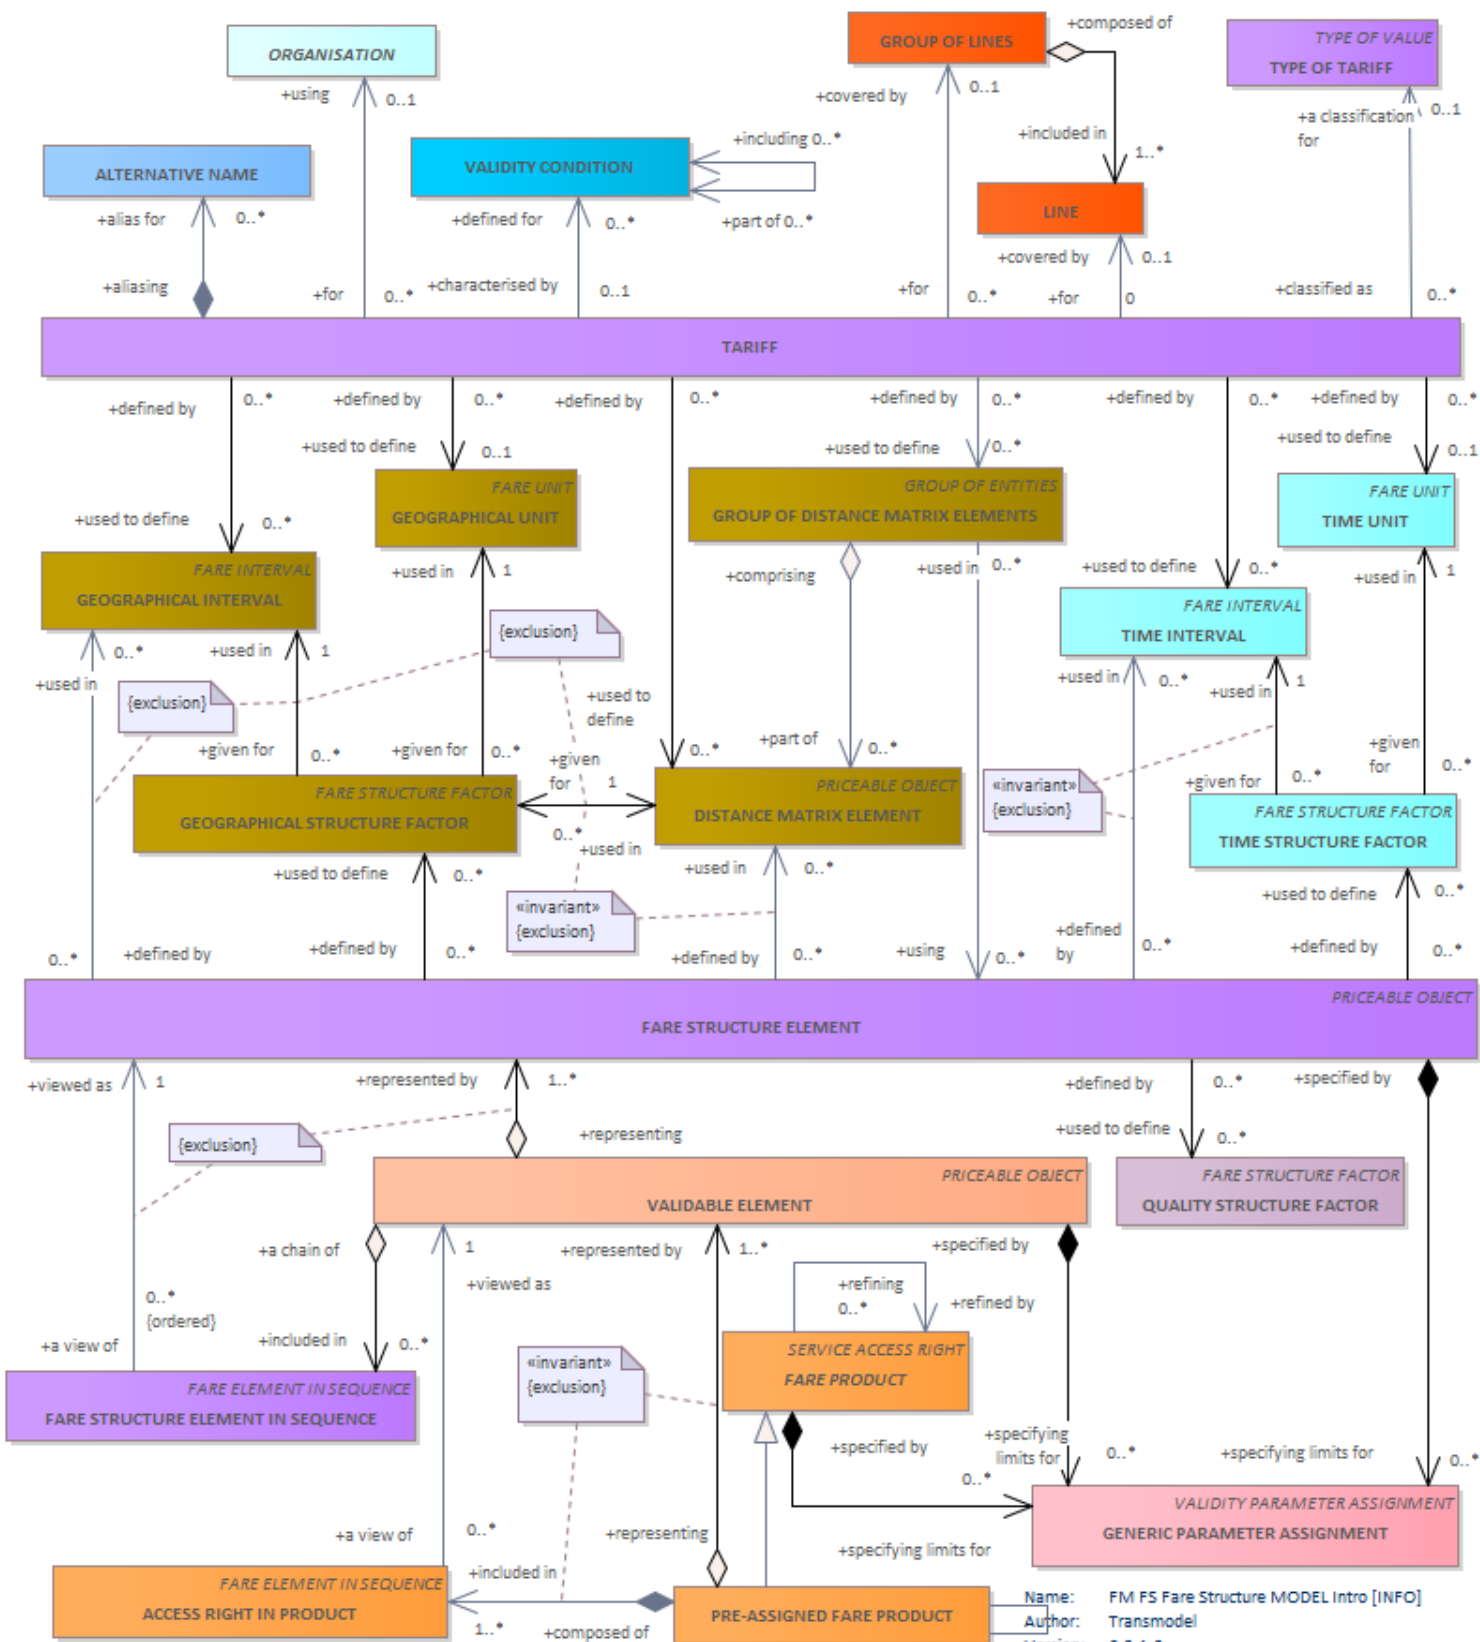 +composed of
GROUP OF LINES
TYPE OF VALUE
TYPE OF TARIFF
ORGANISATION
+using
0..1
+covered by
0..1
+a classification
for
0..1
+including 0..*
+included in
1..*
ALTERNATIVE NAME
VALIDITY CONDITION
LINE
+alias for
0..*
+defined for
0..*
+part of 0..*
+covered by
0..1
+aliasing
+for
0..*
+characterised by
0..1
+for
0..*
+for
0
+classified as
0..*
TARIFF
+defined by
0..*
+defined by
0..*
+defined by
0..*
+defined by
0..*
+defined by
0..*
+defined by
0..*
+used to define
0..1
+used to define
0..*
+used to define
0..1
FARE UNIT
GEOGRAPHICAL UNIT
GROUP OF ENTITIES
GROUP OF DISTANCE MATRIX ELEMENTS
FARE UNIT
TIME UNIT
+used to define
0..*
FARE INTERVAL
GEOGRAPHICAL INTERVAL
+used in
1
+comprising
+used in
0..*
+used to define
0..*
+used in
1
FARE INTERVAL
TIME INTERVAL
{exclusion}
0..*
+used in
+used in
1
{exclusion}
+used to
define
+used in
0..*
+used in
1
+given for
0..*
+given for
0..*
+given
for
1
0..*
+used in
0..*
+part of
0..*
+given
for
0..*
FARE STRUCTURE FACTOR
GEOGRAPHICAL STRUCTURE FACTOR
PRICEABLE OBJECT
DISTANCE MATRIX ELEMENT
«invariant»
{exclusion}
+given for
0..*
FARE STRUCTURE FACTOR
TIME STRUCTURE FACTOR
+used to define
0..*
+used in
0..*
+used to define
0..*
«invariant»
{exclusion}
0..*
+defined by
+defined by
0..*
+defined by
0..*
+using
0..*
+defined
by
0..*
+defined by
0..*
PRICEABLE OBJECT
FARE STRUCTURE ELEMENT
+viewed as
1
+represented by
1..*
+defined by
0..*
+specified by
{exclusion}
+representing
+used to define
0..*
PRICEABLE OBJECT
VALIDABLE ELEMENT
FARE STRUCTURE FACTOR
QUALITY STRUCTURE FACTOR
+a chain of
1
+represented by
1..*
+specified by
+viewed as
+refining
0..*
+refined by
0..*
{ordered}
+a view of
+included in
0..*
«invariant»
{exclusion}
SERVICE ACCESS RIGHT
FARE PRODUCT
FARE ELEMENT IN SEQUENCE
FARE STRUCTURE ELEMENT IN SEQUENCE
+specified by
+specifying
limits for
0..*
+specifying limits for
0..*
0..*
VALIDITY PARAMETER ASSIGNMENT
GENERIC PARAMETER ASSIGNMENT
+a view of
0..*
+representing
+specifying limits for
+included in
FARE ELEMENT IN SEQUENCE
ACCESS RIGHT IN PRODUCT
1..*
+composed of
PRE-ASSIGNED FARE PRODUCT
Name: FM FS Fare Structure MODEL Intro [INFO]
Author: Transmodel